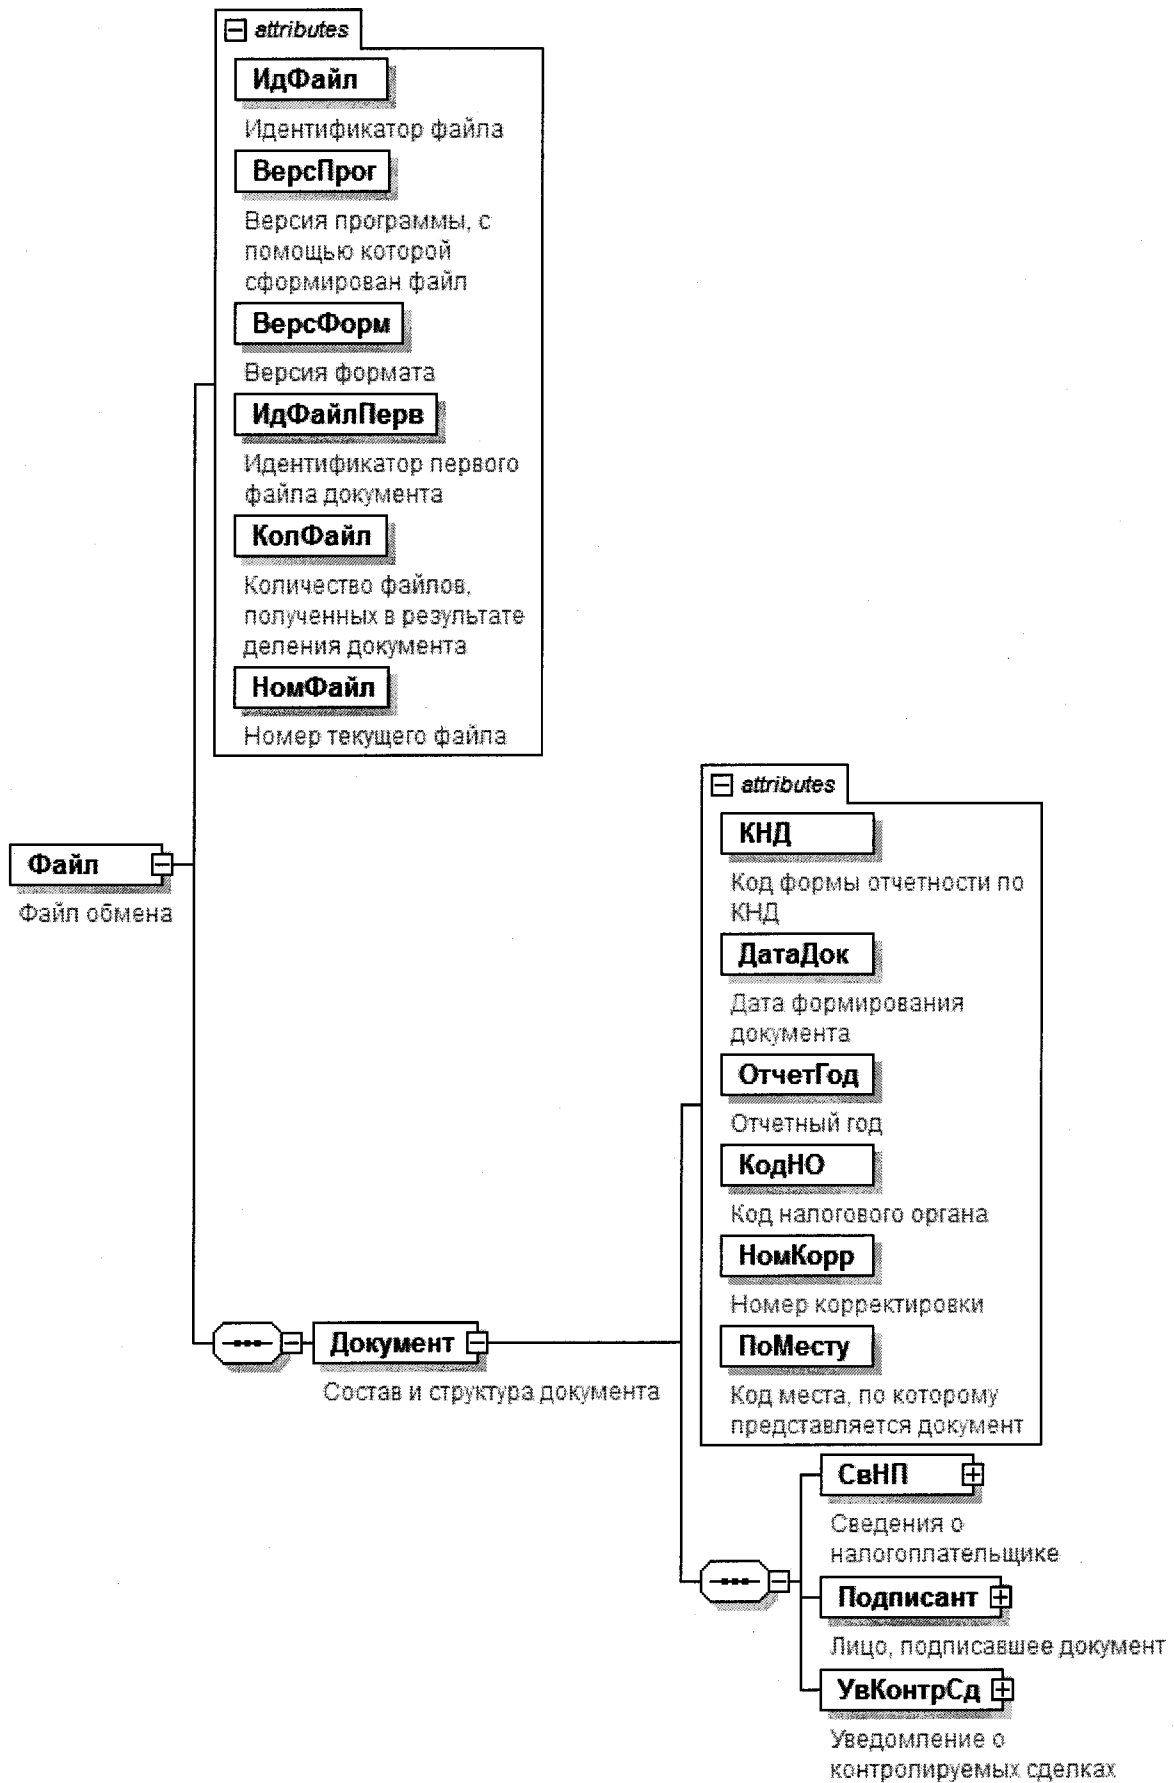 attributes
ИдФайл
Идентификатор файла
ВерсПрог
Версия программы, с
помощью которой
сформирован файл
ВерсФорм
Версия формата
ИдФайлПерв
Идентификатор первого
файла документа
КолФайл
Количество файлов,
полученных в результате
деления документа
НомФайл
Номер текущего файла
Файл
Файл обмена
attributes
КНД
Код формы отчетности по
КНД
ДатаДок
Дата формирования
документа
ОтчетГод
Отчетный год
КодНО
Код налогового органа
НомКорр
Номер корректировки
ПоМесту
Код места, по которому
представляется документ
Документ
Состав и структура документа
СвНП
Сведения о
налогоплательщике
Подписант
Лицо, подписавшее документ
УвКонтрСд
Уведомление о
контролируемых сделках